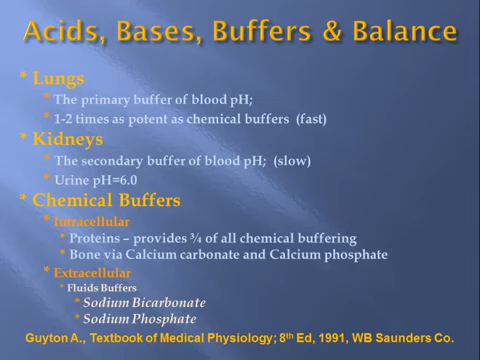 Acids, Bases, Buffers & Balance
* Lungs
* The primary buffer of blood pH;
* 1-2 times as potent as chemical buffers (fast)
* Kidneys
* The secondary buffer of blood pH; (slow)
* Urine pH=6.0
* Chemical Buffers
* Intracellular
* Proteins – provides ¾ of all chemical buffering
* Bone via Calcium carbonate and Calcium phosphate
* Extracellular
* Fluids Buffers
* Sodium Bicarbonate
* Sodium Phosphate
Guyton A., Textbook of Medical Physiology; 8th Ed, 1991, WB Saunders Co.